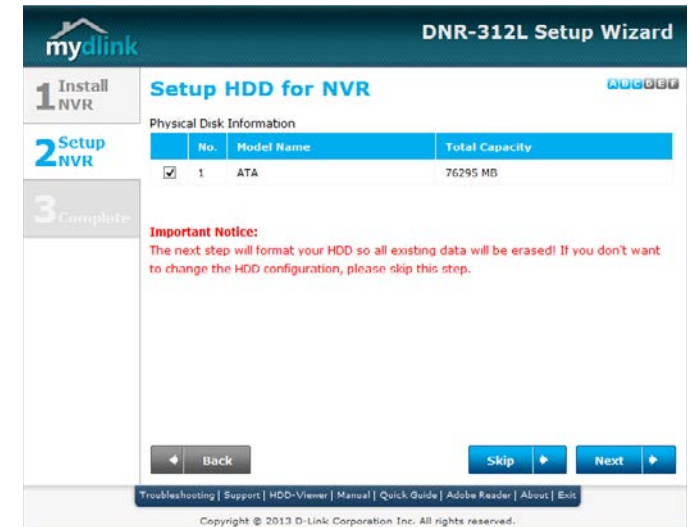 mydlink
DNR-312L Setup Wizard
1 Install NVR
2 Setup NVR
3 Complete
Setup HDD for NVR
A B C D E F
Physical Disk Information
No. Model Name Total Capacity
1 ATA 76295 MB
Important Notice:
The next step will format your HDD so all existing data will be erased! If you don't want
to change the HDD configuration, please skip this step.
Back
Skip
Next
Troubleshooting | Support | HDD-Viewer | Manual | Quick Guide | Adobe Reader | About | Exit
Copyright © 2013 D-Link Corporation Inc. All rights reserved.